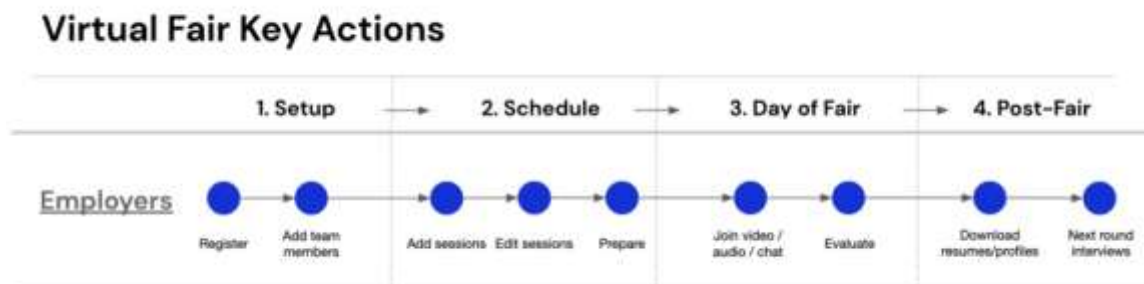 Virtual Fair Key Actions
1. Setup
2. Schedule
3. Day of Fair
4. Post-Fair
Employers
Register
Add team
members
Add sessions
Edit sessions
Prepare
Join video /
audio / chat
Evaluate
Download
resumes/profiles
Next round
interviews